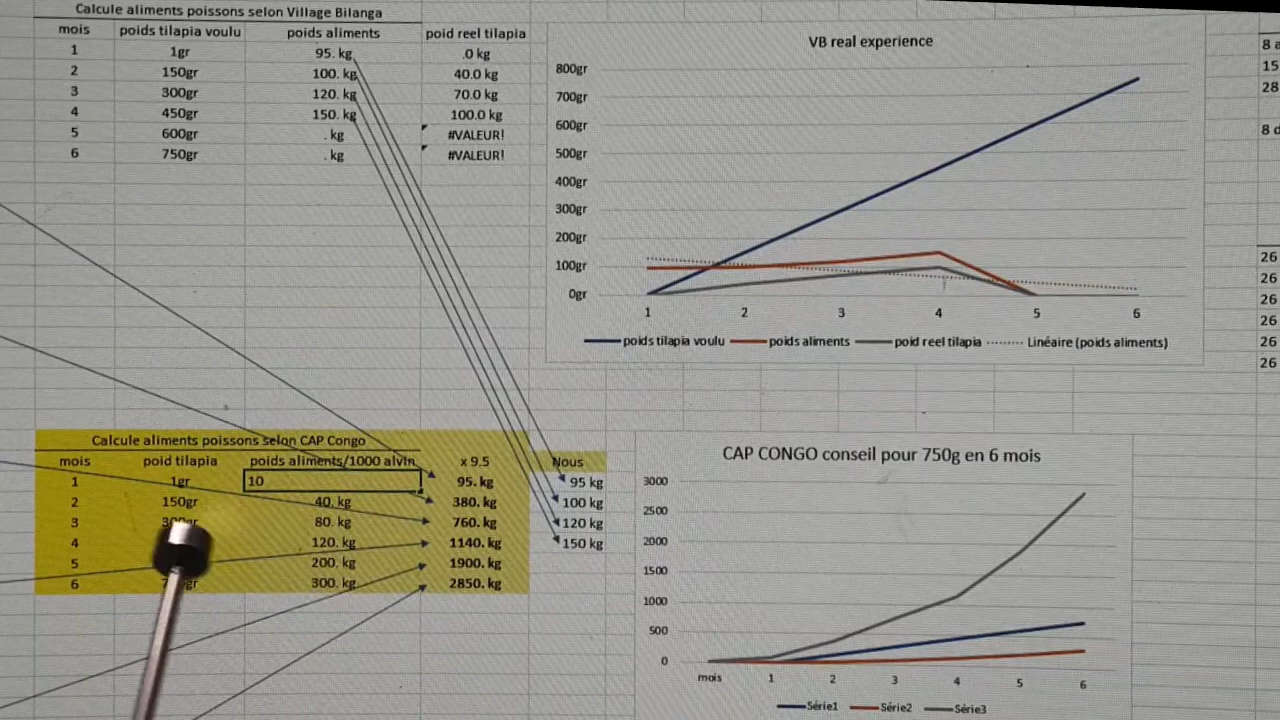 Calcule aliments poissons selon Village Bilanga
mois poids tilapia voulu poids aliments poid reel tilapia
1 1gr 95. kg .0 kg
2 150gr 100. kg 40.0 kg
3 300gr 120. kg 70.0 kg
4 450gr 150. kg 100.0 kg
5 600gr . kg #VALEUR!
6 750gr . kg #VALEUR!
VB real experience
800gr
700gr
600gr
500gr
400gr
300gr
200gr
100gr
0gr
1 2 3 4 5 6
poids tilapia voulu poids aliments poid reel tilapia Linéaire (poids aliments)
8
15
28
8
26
26
26
26
26
26
Calcule aliments poissons selon CAP Congo
mois poid tilapia poids aliments/1000 alvin x 9.5 Nous
1 1gr 10 95. kg 95 kg
2 150gr 40. kg 380. kg 100 kg
3 300gr 80. kg 760. kg 120 kg
4 120. kg 1140. kg 150 kg
5 200. kg 1900. kg
6 300. kg 2850. kg
CAP CONGO conseil pour 750g en 6 mois
3000
2500
2000
1500
1000
500
0
mois 1 2 3 4 5 6
Série1 Série2 Série3